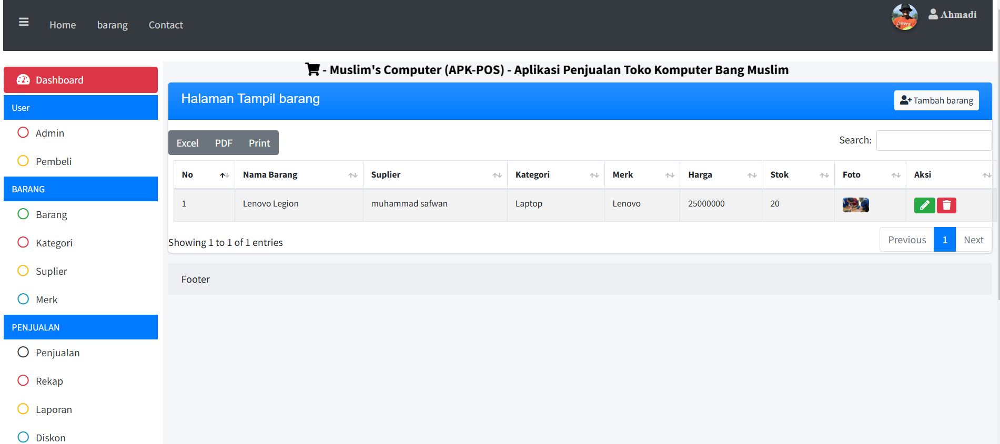 Home barang Contact
Ahmadi
Dashboard
User
Admin
Pembeli
BARANG
Barang
Kategori
Suplier
Merk
PENJUALAN
Penjualan
Rekap
Laporan
Diskon
- Muslim's Computer (APK-POS) - Aplikasi Penjualan Toko Komputer Bang Muslim
Halaman Tampil barang
Tambah barang
Excel PDF Print
Search:
No Nama Barang Suplier Kategori Merk Harga Stok Foto Aksi
1 Lenovo Legion muhammad safwan Laptop Lenovo 25000000 20
Showing 1 to 1 of 1 entries
Previous 1 Next
Footer